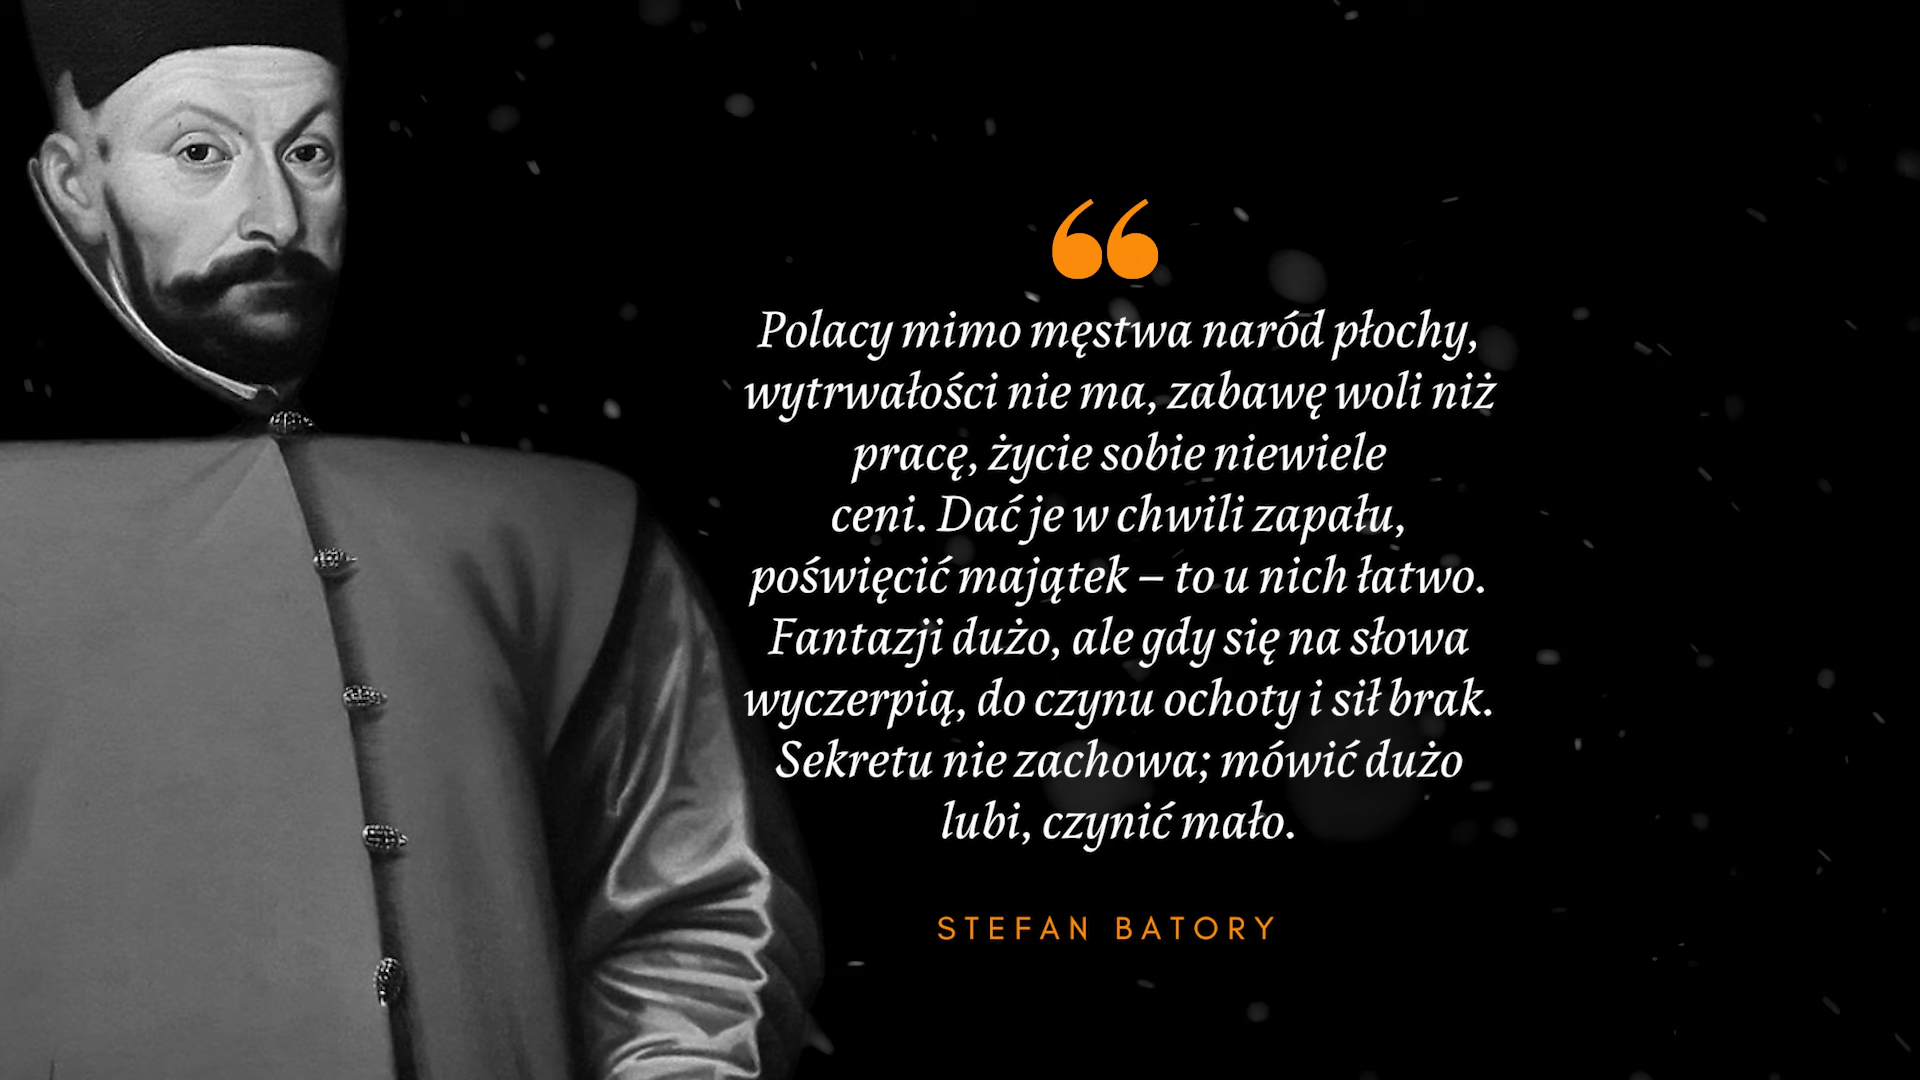 “
Polacy mimo męstwa naród płochy,
wytrwałości nie ma, zabawę woli niż
pracę, życie sobie niewiele
ceni. Dać je w chwili zapału,
poświęcić majątek – to u nich łatwo.
Fantazji dużo, ale gdy się na słowa
wyczerpią, do czynu ochoty i sił brak.
Sekretu nie zachowa; mówić dużo
lubi, czynić mało.
STEFAN BATORY